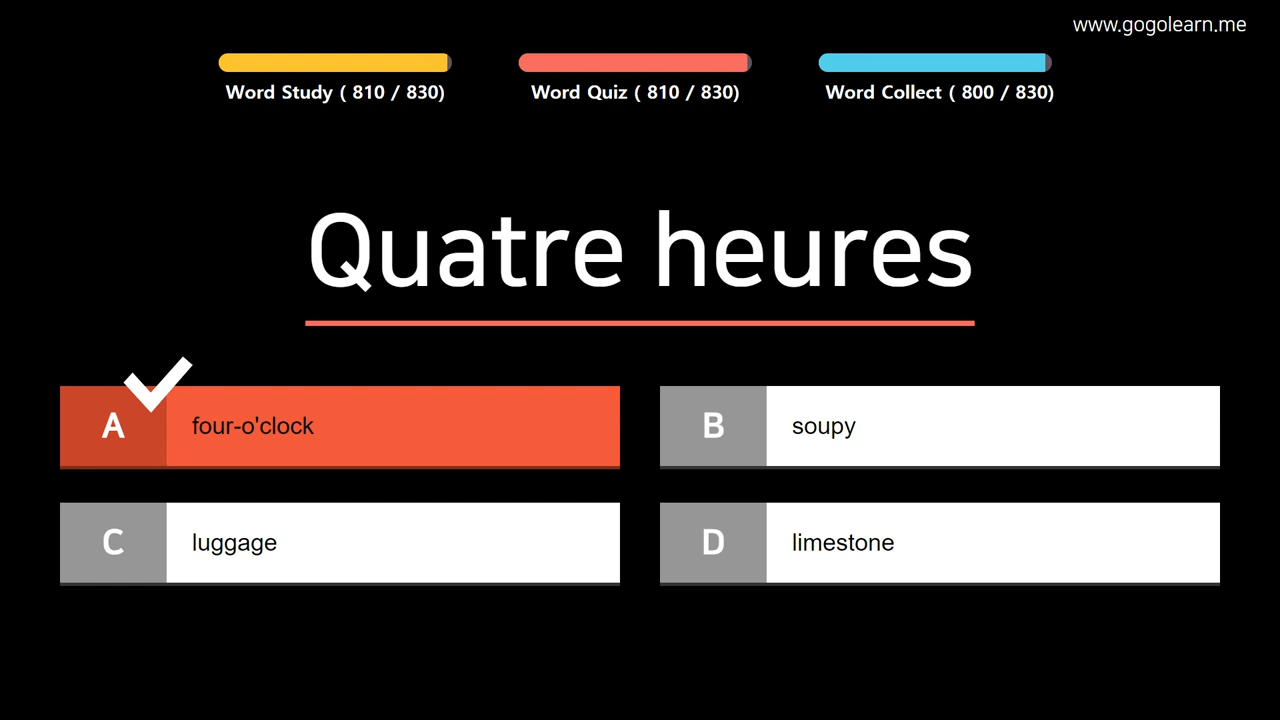 www.gogolearn.me
Word Study ( 810 / 830)
Word Quiz ( 810 / 830)
Word Collect ( 800 / 830)
Quatre heures
A four-o'clock
B soupy
C luggage
D limestone